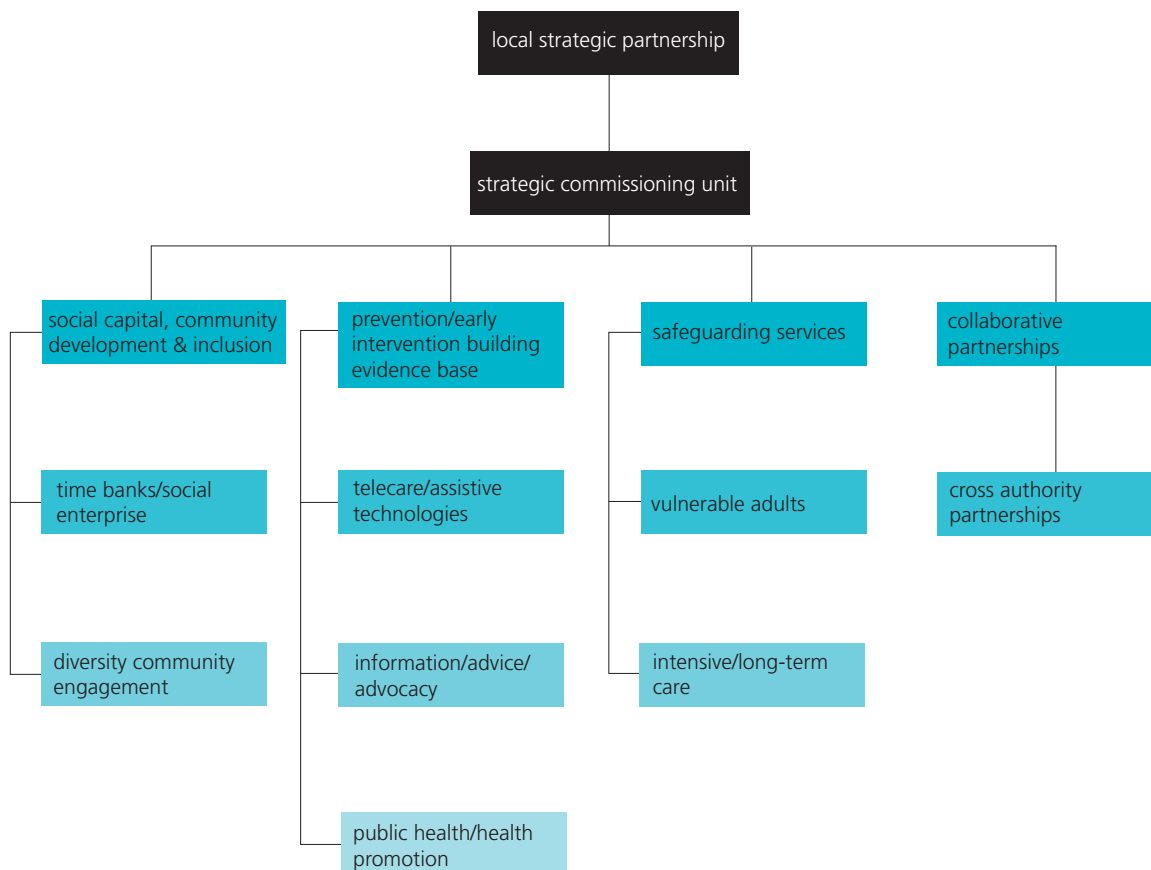 local strategic partnership
strategic commissioning unit
social capital, community
development & inclusion
prevention/early
intervention building
evidence base
safeguarding services
collaborative
partnerships
time banks/social
enterprise
telecare/assistive
technologies
vulnerable adults
cross authority
partnerships
diversity community
engagement
information/advice/
advocacy
intensive/long-term
care
public health/health
promotion